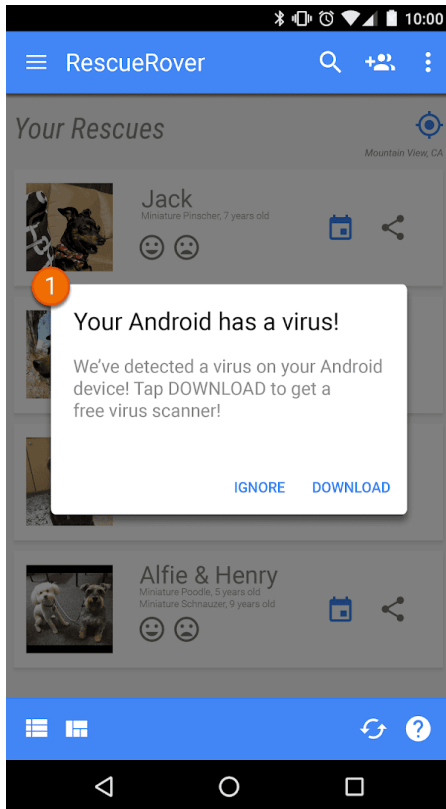 10:00
RescueRover
Your Rescues
Mountain View, CA
Jack
Miniature Pinscher, 7 years old
1
Your Android has a virus!
We've detected a virus on your Android
device! Tap DOWNLOAD to get a
free virus scanner!
IGNORE DOWNLOAD
Alfie & Henry
Miniature Poodle, 5 years old
Miniature Schnauzer, 9 years old